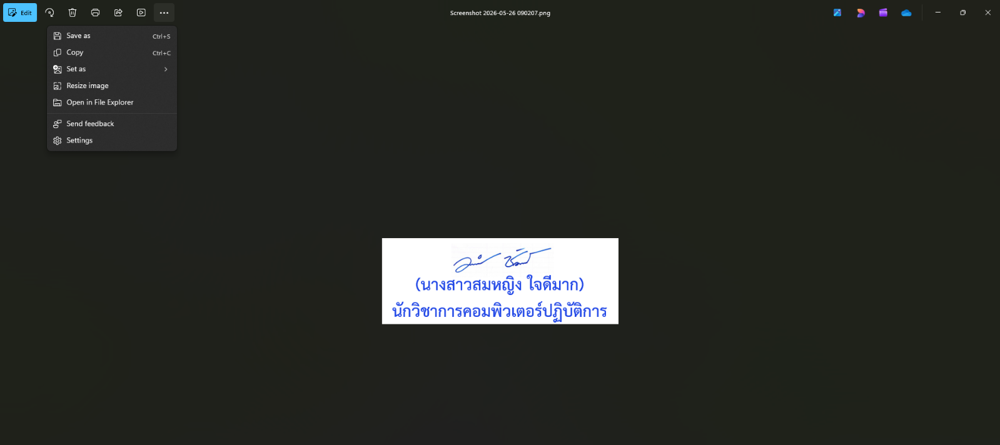 Edit
Screenshot 2026-05-26 090207.png
Save as Ctrl+S
Copy Ctrl+C
Set as
Resize image
Open in File Explorer
Send feedback
Settings
(นางสาวสมหญิง ใจดีมาก)
นักวิชาการคอมพิวเตอร์ปฏิบัติการ